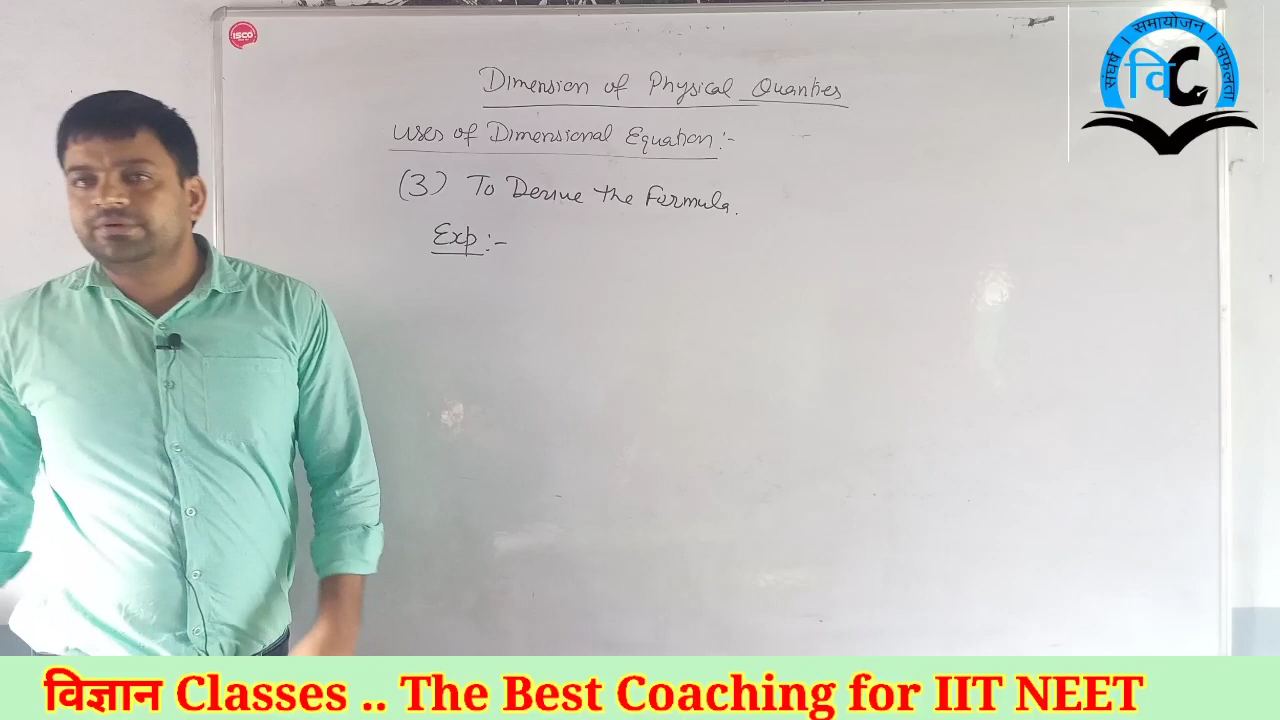 ISCO
Dimension of Physical Quanties
Uses of Dimensional Equation:-
(3) To Derive the Formula.
Exp:-
संघर्ष । समायोजन । सफलता
विC
विज्ञान Classes .. The Best Coaching for IIT NEET